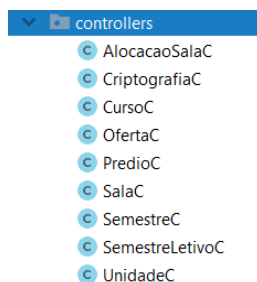 controllers
C AlocacaoSalaC
C CriptografiaC
C CursoC
C OfertaC
C PredioC
C SalaC
C SemestreC
C SemestreLetivoC
C UnidadeC